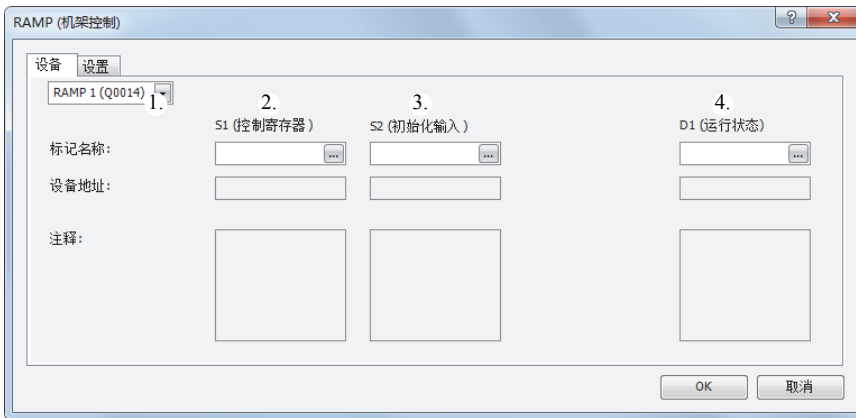 RAMP (机架控制)
设备 设置
RAMP 1 (Q0014) 1. 2. 3. 4.
S1 (控制寄存器) S2 (初始化输入) D1 (运行状态)
标记名称: ... ... ...
设备地址:
注释:
OK 取消